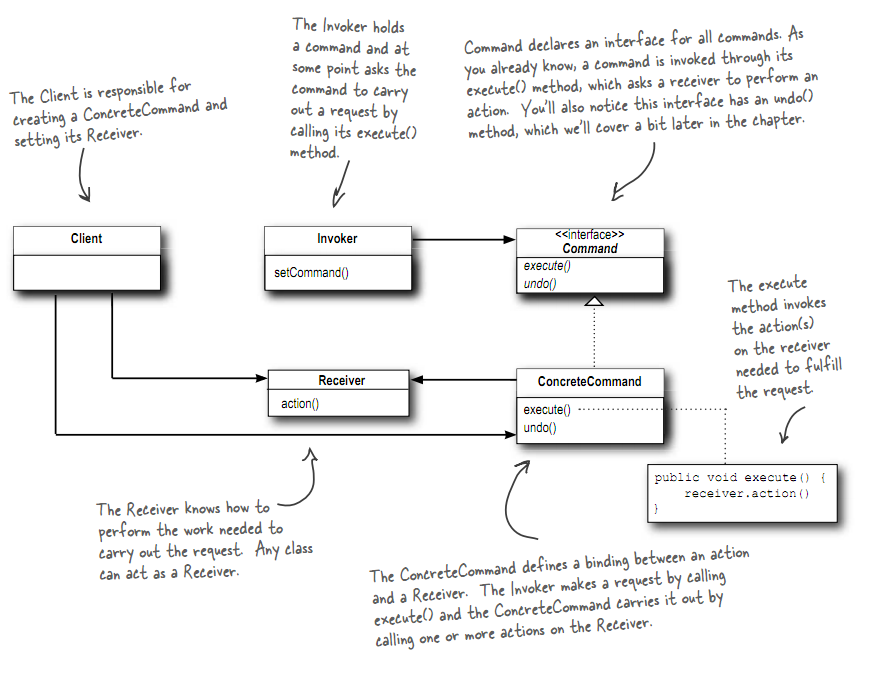 The Client is responsible for
creating a ConcreteCommand and
setting its Receiver.
The Invoker holds
a command and at
some point asks the
command to carry
out a request by
calling its execute()
method.
Command declares an interface for all commands. As
you already know, a command is invoked through its
execute() method, which asks a receiver to perform an
action. You'll also notice this interface has an undo()
method, which we'll cover a bit later in the chapter.
Client
Invoker
setCommand()
<<interface>>
Command
execute()
undo()
The execute
method invokes
the action(s)
on the receiver
needed to fulfill
the request.
Receiver
action()
ConcreteCommand
execute()
undo()
public void execute() {
receiver.action()
}
The Receiver knows how to
perform the work needed to
carry out the request. Any class
can act as a Receiver.
The ConcreteCommand defines a binding between an action
and a Receiver. The Invoker makes a request by calling
execute() and the ConcreteCommand carries it out by
calling one or more actions on the Receiver.